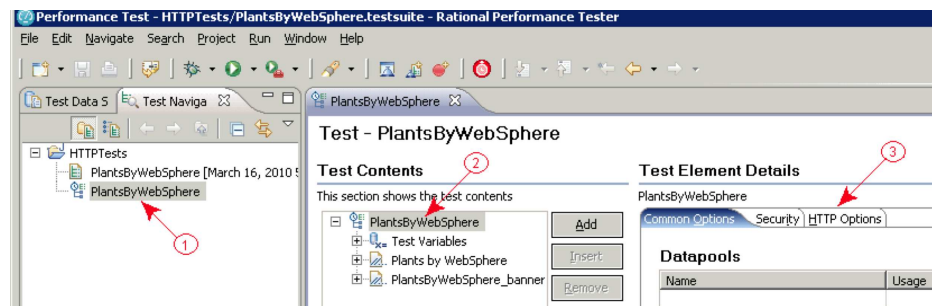 Performance Test - HTTPTests/PlantsByWebSphere.testsuite - Rational Performance Tester
File Edit Navigate Search Project Run Window Help
Test Data S Test Naviga PlantsByWebSphere
HTTPTests
PlantsByWebSphere [March 16, 2010
PlantsByWebSphere
1
Test - PlantsByWebSphere
Test Contents
2
This section shows the test contents
PlantsByWebSphere
Test Variables
Plants by WebSphere
PlantsByWebSphere_banner
Add
Insert
Remove
3
Test Element Details
PlantsByWebSphere
Common Options Security HTTP Options
Datapools
Name Usage